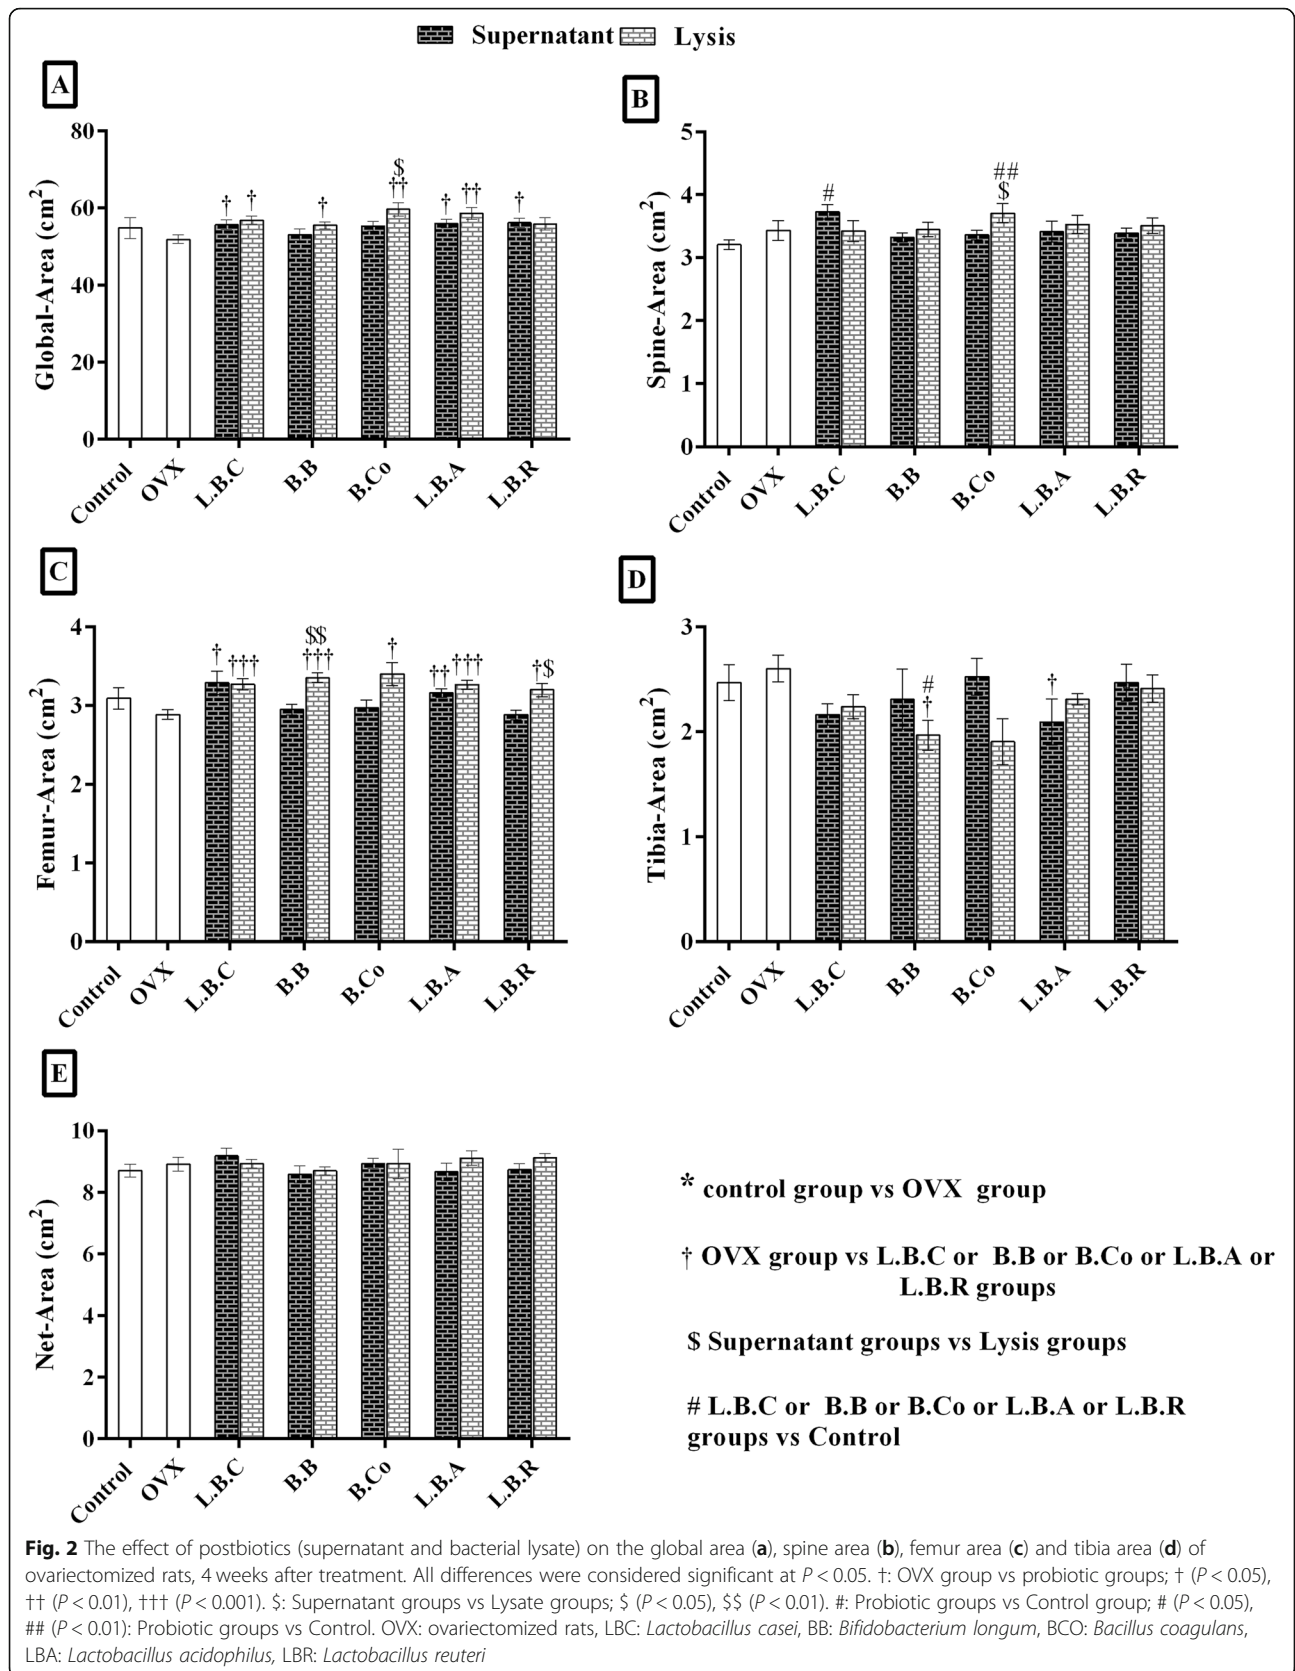 Supernatant Lysis
A
Global-Area (cm2)
80
60
40
20
0
† † † $ †† † †† †
Control OVX L.B.C B.B B.Co L.B.A L.B.R
B
Spine-Area (cm2)
5
4
3
2
1
0
# ## $
Control OVX L.B.C B.B B.Co L.B.A L.B.R
C
Femur-Area (cm2)
4
3
2
1
0
† ††† $$ ††† † †† ††† †$
Control OVX L.B.C B.B B.Co L.B.A L.B.R
D
Tibia-Area (cm2)
3
2
1
0
# † †
Control OVX L.B.C B.B B.Co L.B.A L.B.R
E
Net-Area (cm2)
10
8
6
4
2
0
Control OVX L.B.C B.B B.Co L.B.A L.B.R
* control group vs OVX group
† OVX group vs L.B.C or B.B or B.Co or L.B.A or
L.B.R groups
$ Supernatant groups vs Lysis groups
# L.B.C or B.B or B.Co or L.B.A or L.B.R
groups vs Control
Fig. 2 The effect of postbiotics (supernatant and bacterial lysate) on the global area (a), spine area (b), femur area (c) and tibia area (d) of
ovariectomized rats, 4 weeks after treatment. All differences were considered significant at P < 0.05. †: OVX group vs probiotic groups; † (P < 0.05),
†† (P < 0.01), ††† (P < 0.001). $: Supernatant groups vs Lysate groups; $ (P < 0.05), $$ (P < 0.01). #: Probiotic groups vs Control group; # (P < 0.05),
## (P < 0.01): Probiotic groups vs Control. OVX: ovariectomized rats, LBC: Lactobacillus casei, BB: Bifidobacterium longum, BCO: Bacillus coagulans,
LBA: Lactobacillus acidophilus, LBR: Lactobacillus reuteri